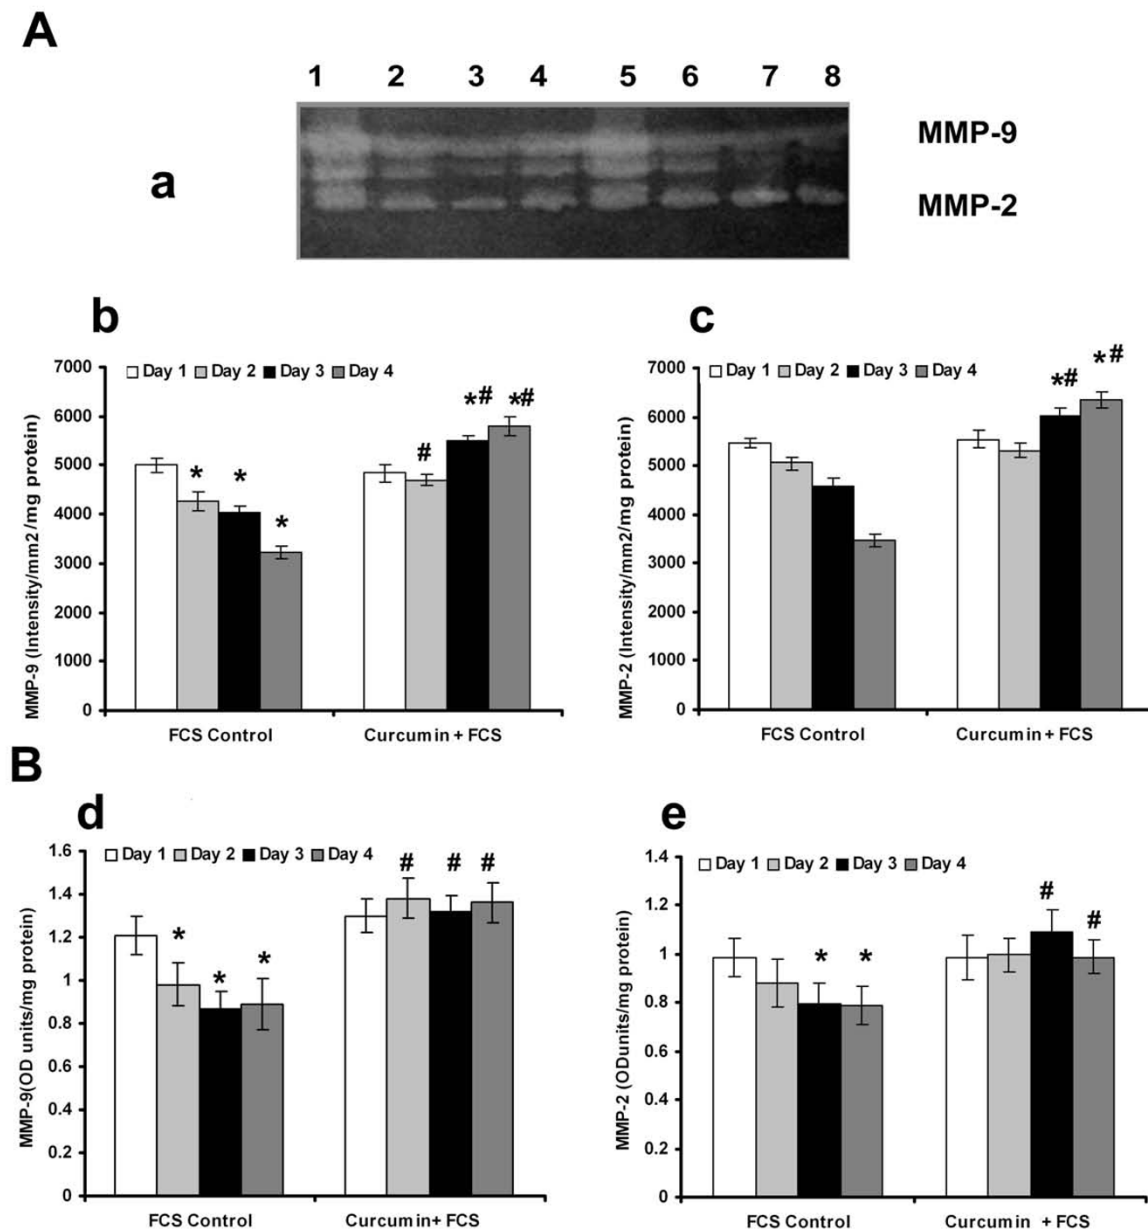 A
1 2 3 4 5 6 7 8
MMP-9
a
MMP-2
b
7000
6000
5000
4000
3000
2000
1000
0
MMP-9 (Intensity/mm2/mg protein)
Day 1 Day 2 Day 3 Day 4
* * * # *# *#
FCS Control Curcumin + FCS
c
7000
6000
5000
4000
3000
2000
1000
0
MMP-2 (Intensity/mm2/mg protein)
Day 1 Day 2 Day 3 Day 4
*# *#
FCS Control Curcumin + FCS
B
d
1.6
1.4
1.2
1
0.8
0.6
0.4
0.2
0
MMP-9(OD units/mg protein)
Day 1 Day 2 Day 3 Day 4
* * * # # #
FCS Control Curcumin+ FCS
e
1.4
1.2
1
0.8
0.6
0.4
0.2
0
MMP-2 (ODunits/mg protein)
Day 1 Day 2 Day 3 Day 4
* * # #
FCS Control Curcumin + FCS